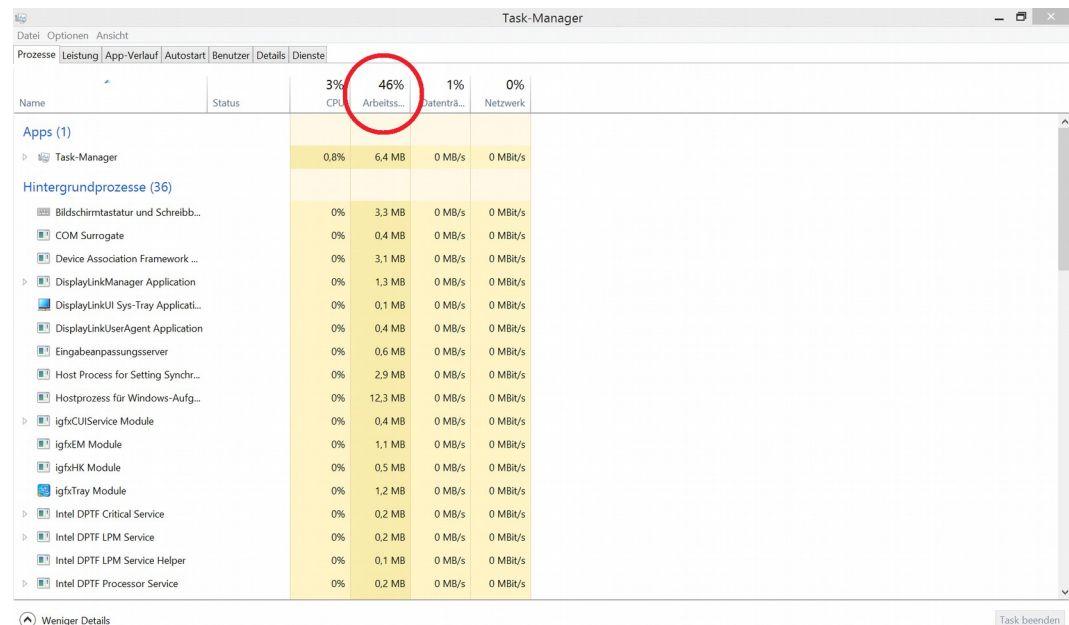 Task-Manager
Datei Optionen Ansicht
Prozesse Leistung App-Verlauf Autostart Benutzer Details Dienste
3% 46% 1% 0%
Name Status CPU Arbeitss... Datenträ... Netzwerk
Apps (1)
Task-Manager 0,8% 6,4 MB 0 MB/s 0 MBit/s
Hintergrundprozesse (36)
Bildschirmtastatur und Schreibb... 0% 3,3 MB 0 MB/s 0 MBit/s
COM Surrogate 0% 0,4 MB 0 MB/s 0 MBit/s
Device Association Framework ... 0% 3,1 MB 0 MB/s 0 MBit/s
DisplayLinkManager Application 0% 1,3 MB 0 MB/s 0 MBit/s
DisplayLinkUI Sys-Tray Applicati... 0% 0,1 MB 0 MB/s 0 MBit/s
DisplayLinkUserAgent Application 0% 0,4 MB 0 MB/s 0 MBit/s
Eingabeanpassungsserver 0% 0,6 MB 0 MB/s 0 MBit/s
Host Process for Setting Synchr... 0% 2,9 MB 0 MB/s 0 MBit/s
Hostprozess für Windows-Aufg... 0% 12,3 MB 0 MB/s 0 MBit/s
igfxCUIService Module 0% 0,4 MB 0 MB/s 0 MBit/s
igfxEM Module 0% 1,1 MB 0 MB/s 0 MBit/s
igfxHK Module 0% 0,5 MB 0 MB/s 0 MBit/s
igfxTray Module 0% 1,2 MB 0 MB/s 0 MBit/s
Intel DPTF Critical Service 0% 0,2 MB 0 MB/s 0 MBit/s
Intel DPTF LPM Service 0% 0,2 MB 0 MB/s 0 MBit/s
Intel DPTF LPM Service Helper 0% 0,1 MB 0 MB/s 0 MBit/s
Intel DPTF Processor Service 0% 0,2 MB 0 MB/s 0 MBit/s
Weniger Details Task beenden